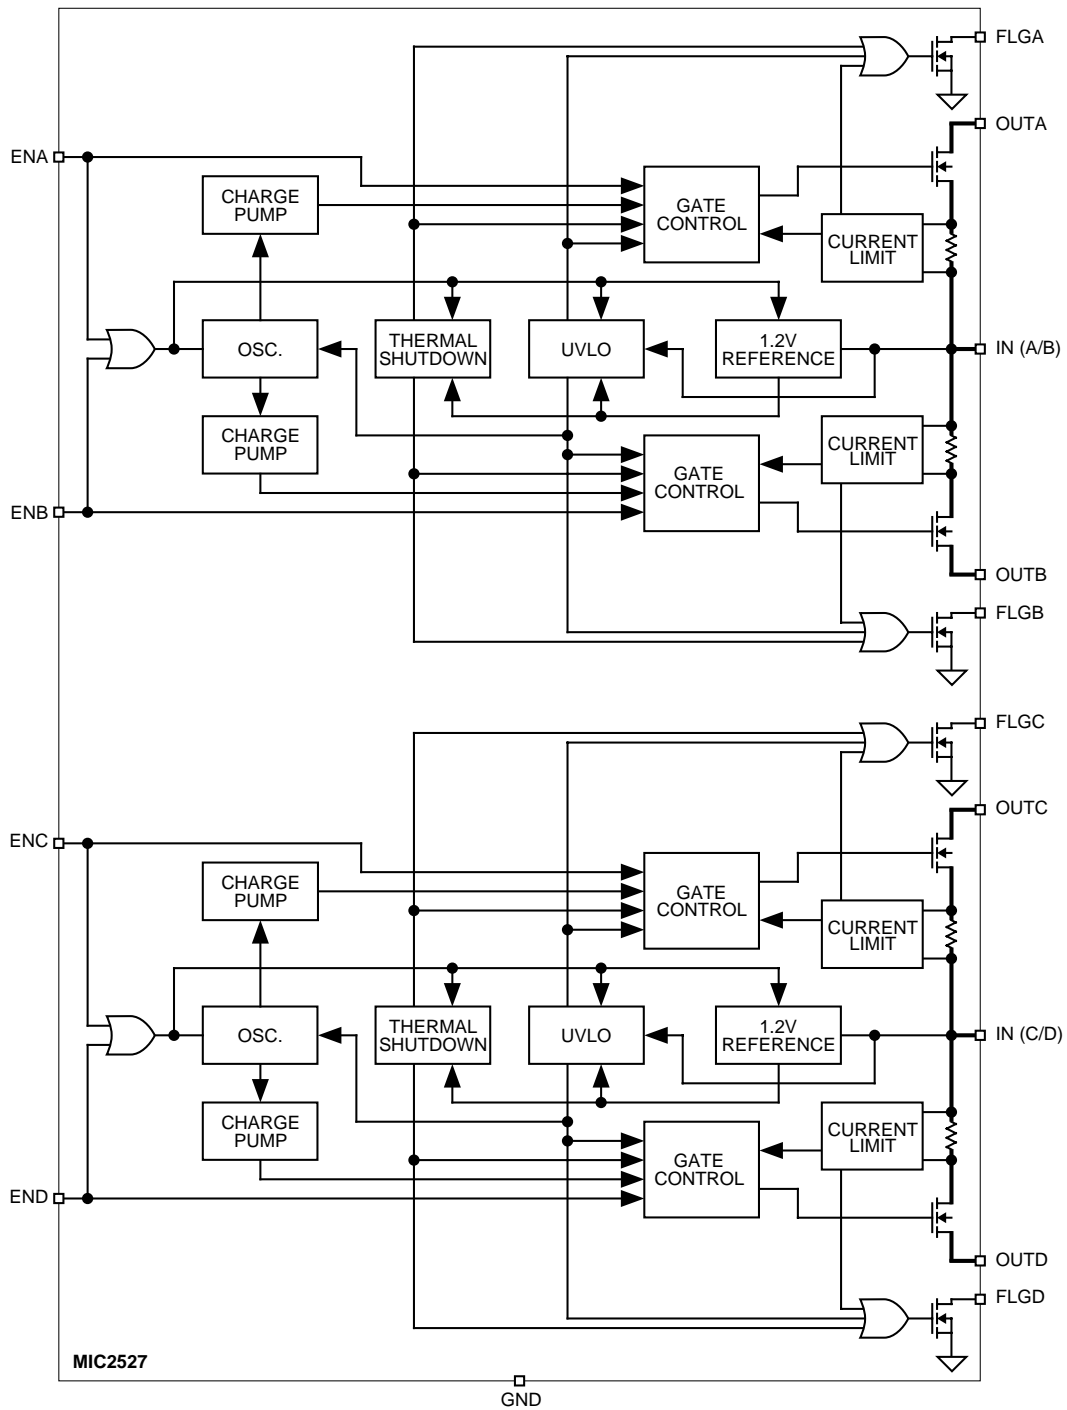 FLGA
OUTA
ENA
CHARGE
PUMP
GATE
CONTROL
CURRENT
LIMIT
OSC.
THERMAL
SHUTDOWN
UVLO
1.2V
REFERENCE
IN (A/B)
CHARGE
PUMP
GATE
CONTROL
CURRENT
LIMIT
ENB
OUTB
FLGB
FLGC
OUTC
ENC
CHARGE
PUMP
GATE
CONTROL
CURRENT
LIMIT
OSC.
THERMAL
SHUTDOWN
UVLO
1.2V
REFERENCE
IN (C/D)
CHARGE
PUMP
GATE
CONTROL
CURRENT
LIMIT
END
OUTD
FLGD
MIC2527
GND